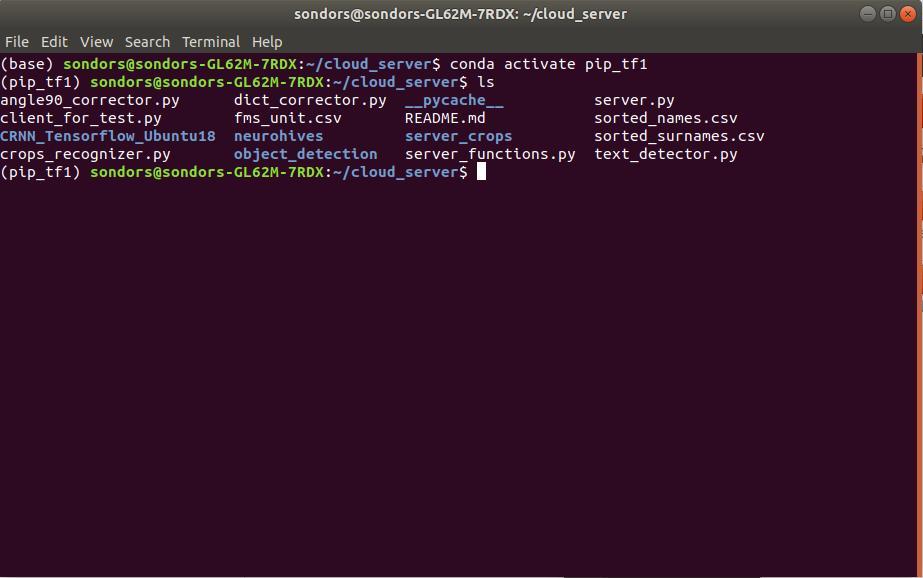 sondors@sondors-GL62M-7RDX: ~/cloud_server
File Edit View Search Terminal Help
(base) sondors@sondors-GL62M-7RDX:~/cloud_server$ conda activate pip_tf1
(pip_tf1) sondors@sondors-GL62M-7RDX:~/cloud_server$ ls
angle90_corrector.py dict_corrector.py __pycache__ server.py
client_for_test.py fms_unit.csv README.md sorted_names.csv
CRNN_Tensorflow_Ubuntu18 neurohives server_crops sorted_surnames.csv
crops_recognizer.py object_detection server_functions.py text_detector.py
(pip_tf1) sondors@sondors-GL62M-7RDX:~/cloud_server$